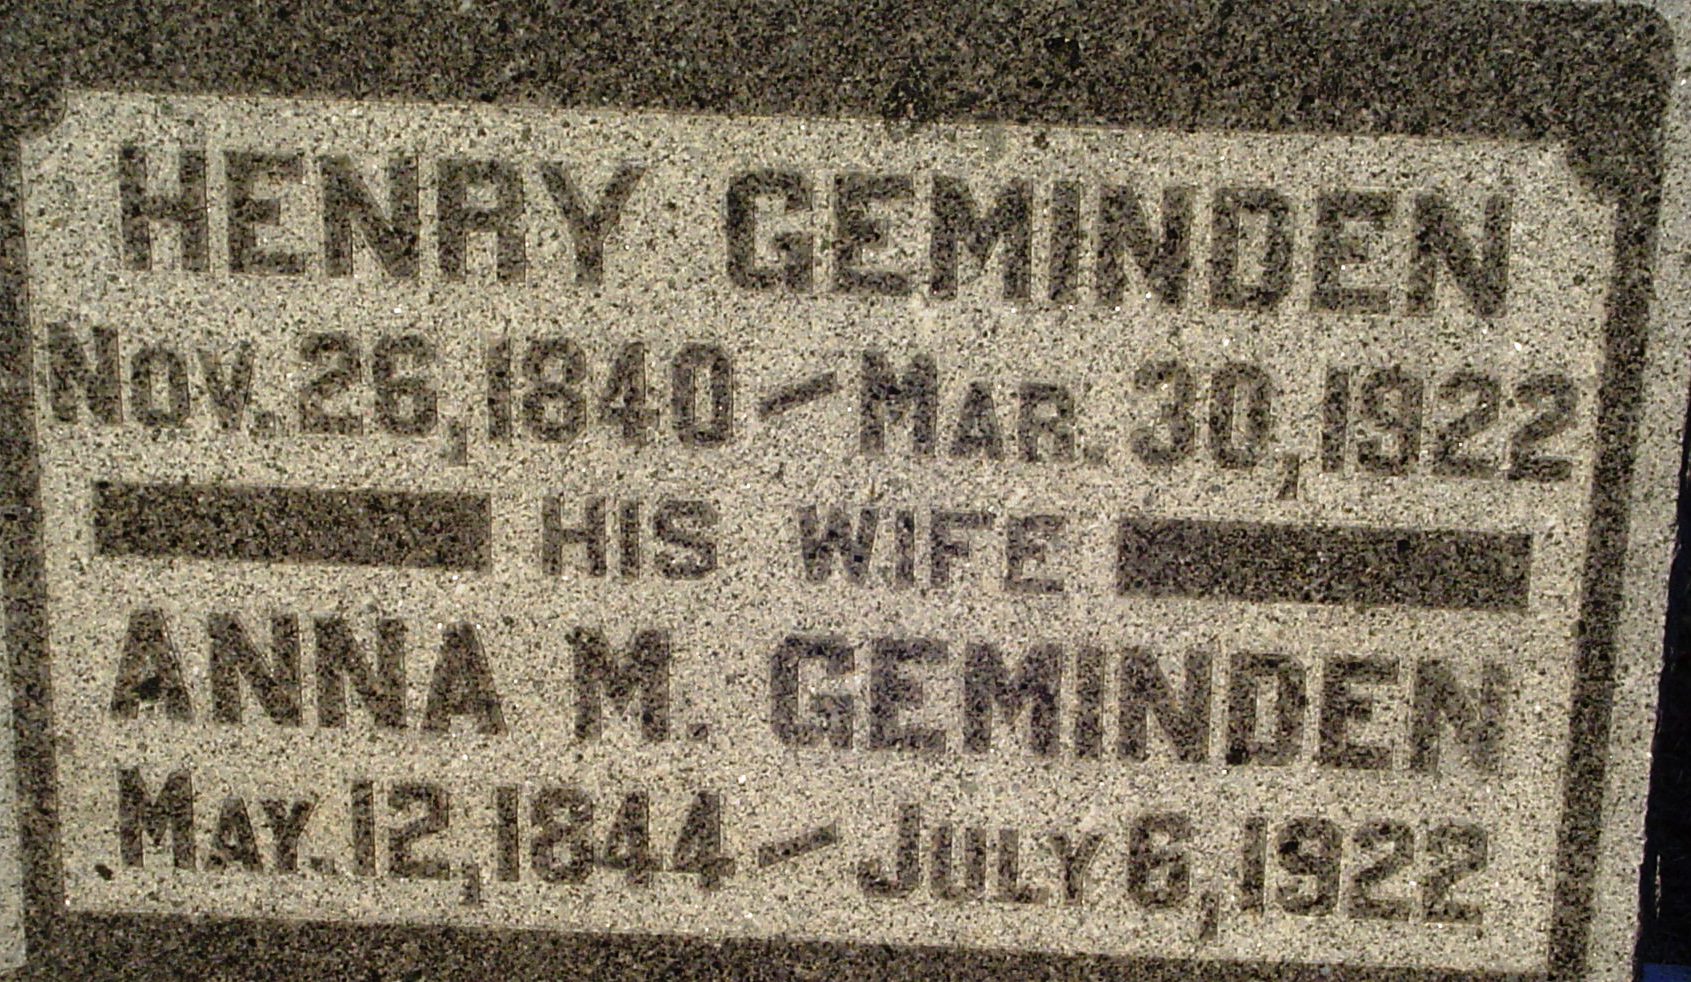 HENRY GEMINDEN
NOV. 26, 1840 — MAR. 30, 1922
HIS WIFE
ANNA M. GEMINDEN
MAY. 12, 1844 — JULY 6, 1922